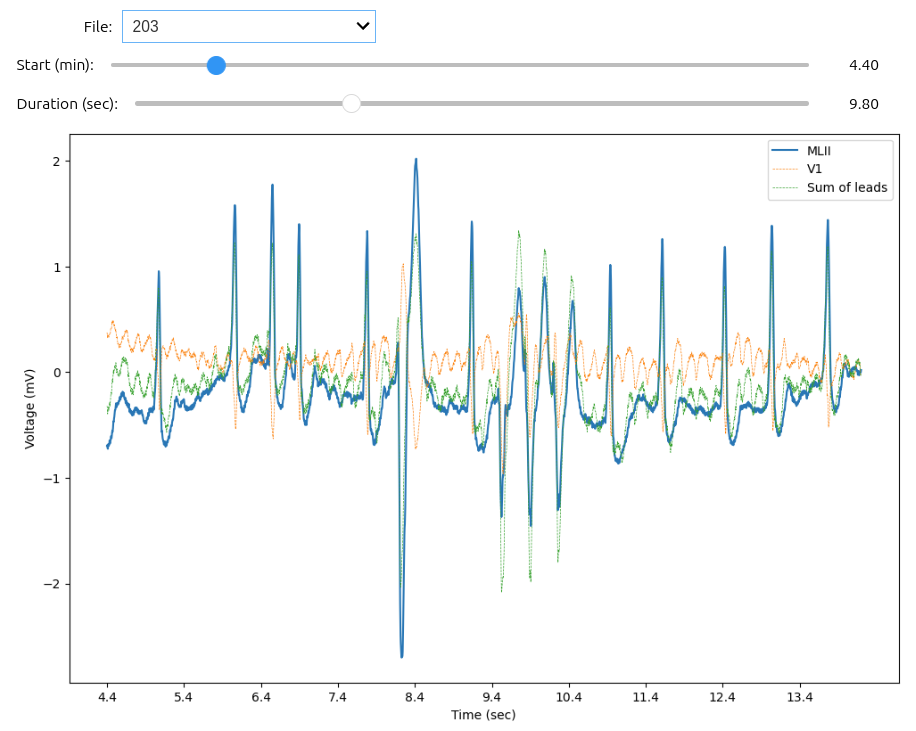 File: 203
Start (min): 4.40
Duration (sec): 9.80
MLII
V1
Sum of leads
2
1
0
−1
−2
Voltage (mV)
4.4 5.4 6.4 7.4 8.4 9.4 10.4 11.4 12.4 13.4
Time (sec)